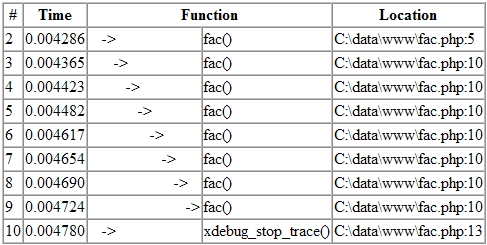 # Time Function Location
2 0.004286 -> fac() C:\data\www\fac.php:5
3 0.004365 -> fac() C:\data\www\fac.php:10
4 0.004423 -> fac() C:\data\www\fac.php:10
5 0.004482 -> fac() C:\data\www\fac.php:10
6 0.004617 -> fac() C:\data\www\fac.php:10
7 0.004654 -> fac() C:\data\www\fac.php:10
8 0.004690 -> fac() C:\data\www\fac.php:10
9 0.004724 -> fac() C:\data\www\fac.php:10
10 0.004780 -> xdebug_stop_trace() C:\data\www\fac.php:13